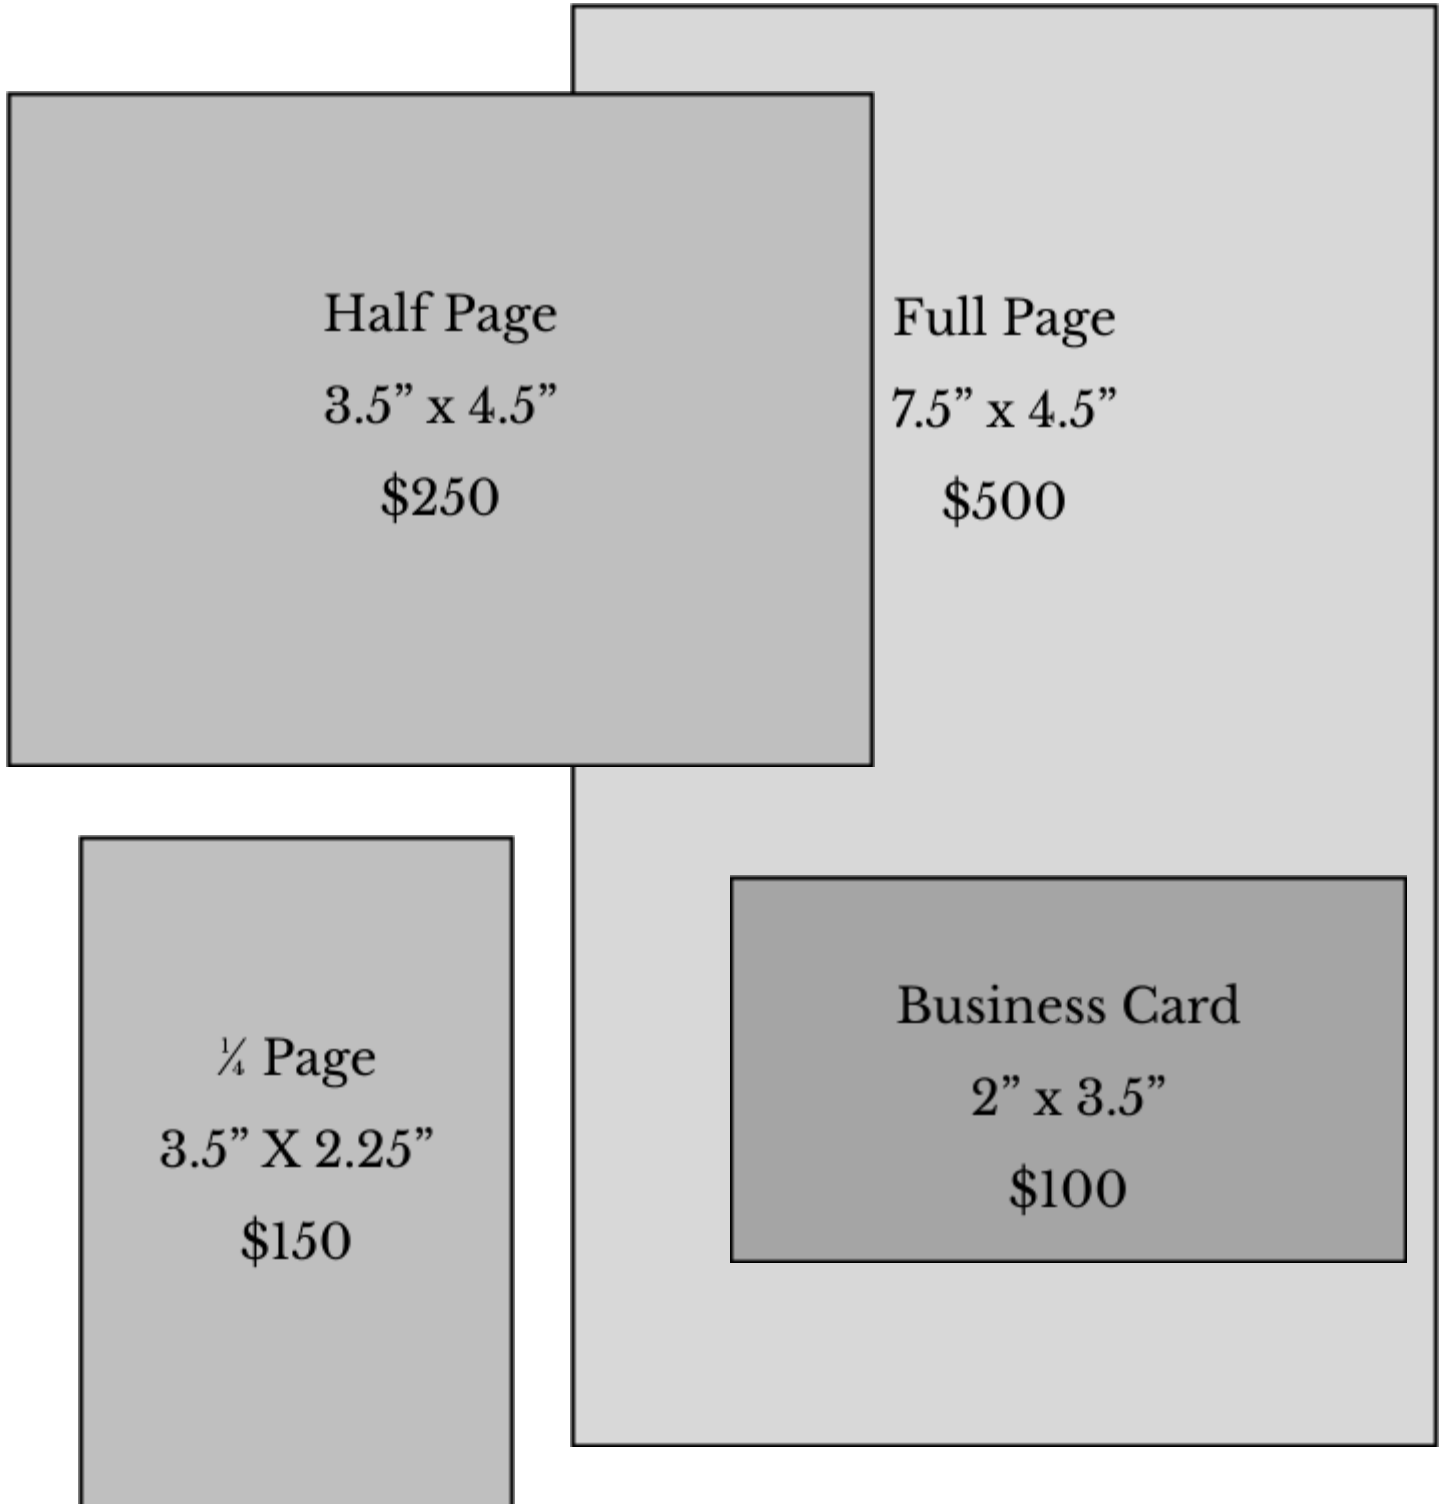 Half Page
3.5” x 4.5”
$250
Full Page
7.5” x 4.5”
$500
¼ Page
3.5” X 2.25”
$150
Business Card
2” x 3.5”
$100